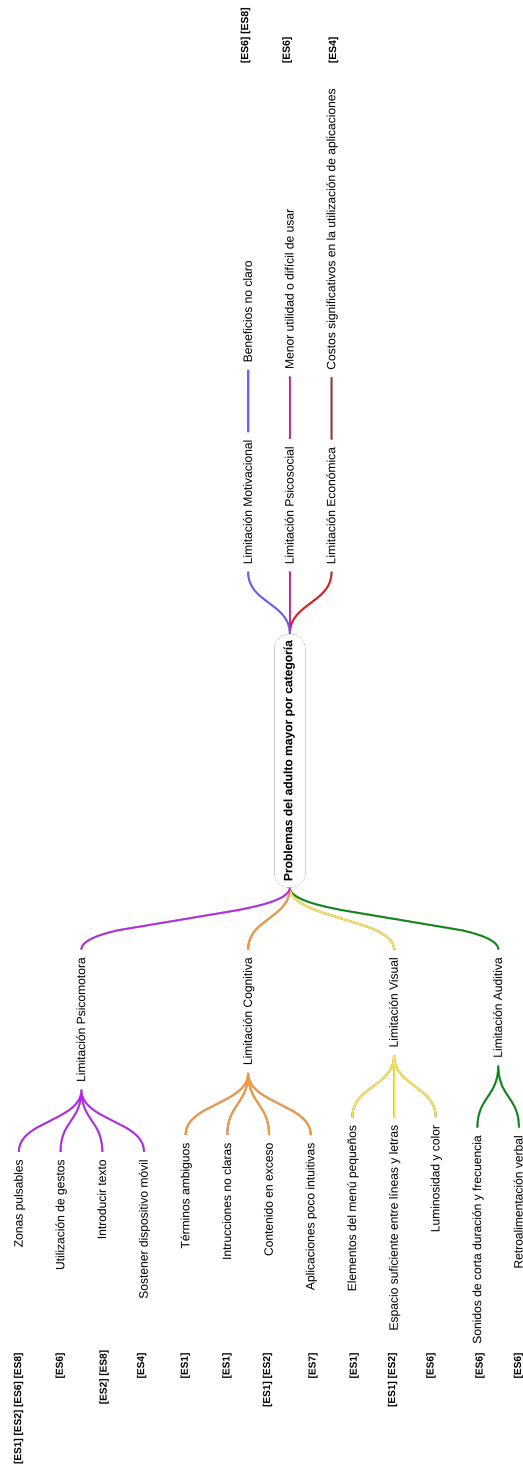 Problemas del adulto mayor por categoría
Limitación Psicomotora
Zonas pulsables
[ES1] [ES2] [ES6] [ES8]
Utilización de gestos
[ES6]
Introducir texto
[ES2] [ES8]
Sostener dispositivo móvil
[ES4]
Limitación Cognitiva
Términos ambiguos
[ES1]
Intrucciones no claras
[ES1]
Contenido en exceso
[ES1] [ES2]
Aplicaciones poco intuitivas
[ES7]
Limitación Visual
Elementos del menú pequeños
[ES1]
Espacio suficiente entre líneas y letras
[ES1] [ES2]
Luminosidad y color
[ES6]
Limitación Auditiva
Sonidos de corta duración y frecuencia
[ES6]
Retroalimentación verbal
[ES6]
Limitación Motivacional
Beneficios no claro
[ES6] [ES8]
Limitación Psicosocial
Menor utilidad o difícil de usar
[ES6]
Limitación Económica
Costos significativos en la utilización de aplicaciones
[ES4]